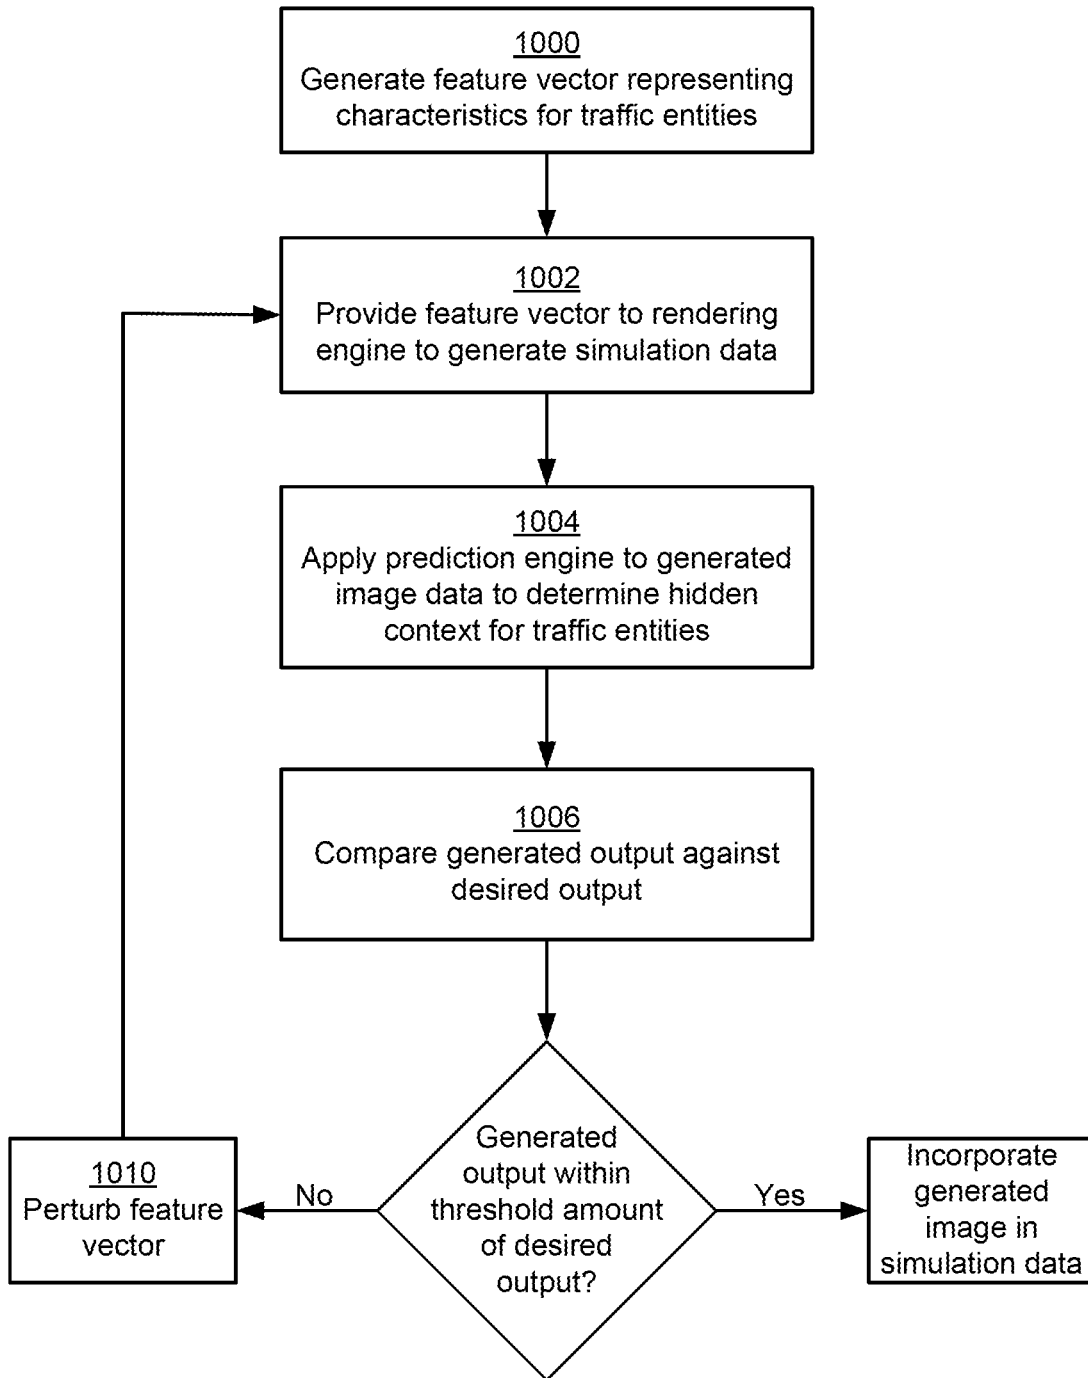 1000
Generate feature vector representing
characteristics for traffic entities
1002
Provide feature vector to rendering
engine to generate simulation data
1004
Apply prediction engine to generated
image data to determine hidden
context for traffic entities
1006
Compare generated output against
desired output
Generated
output within
threshold amount
of desired
output?
No
1010
Perturb feature
vector
Yes
Incorporate
generated
image in
simulation data